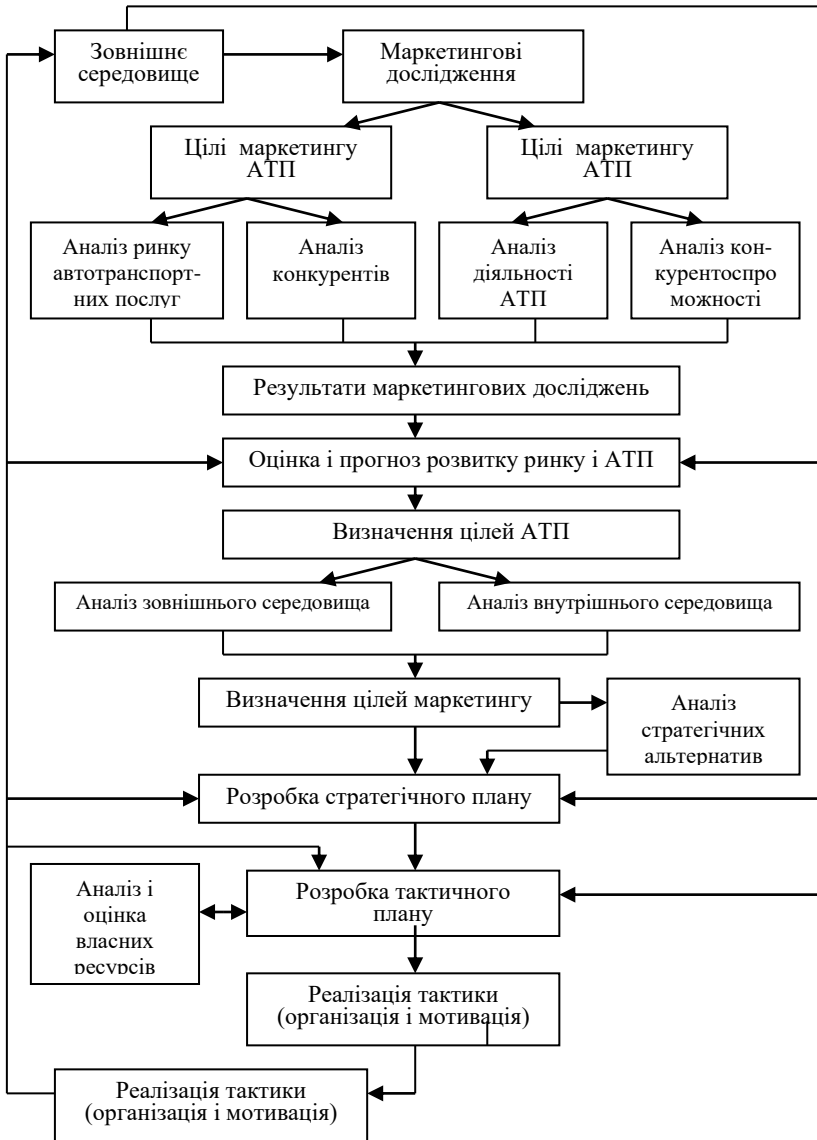 Зовнішнє
середовище
Маркетингові
дослідження
Цілі маркетингу
АТП
Цілі маркетингу
АТП
Аналіз ринку
автотранспорт-
них послуг
Аналіз
конкурентів
Аналіз
діяльності
АТП
Аналіз кон-
курентоспро
можності
Результати маркетингових досліджень
Оцінка і прогноз розвитку ринку і АТП
Визначення цілей АТП
Аналіз зовнішнього середовища
Аналіз внутрішнього середовища
Визначення цілей маркетингу
Аналіз
стратегічних
альтернатив
Розробка стратегічного плану
Аналіз і
оцінка
власних
ресурсів
Розробка тактичного
плану
Реалізація тактики
(організація і мотивація)
Реалізація тактики
(організація і мотивація)